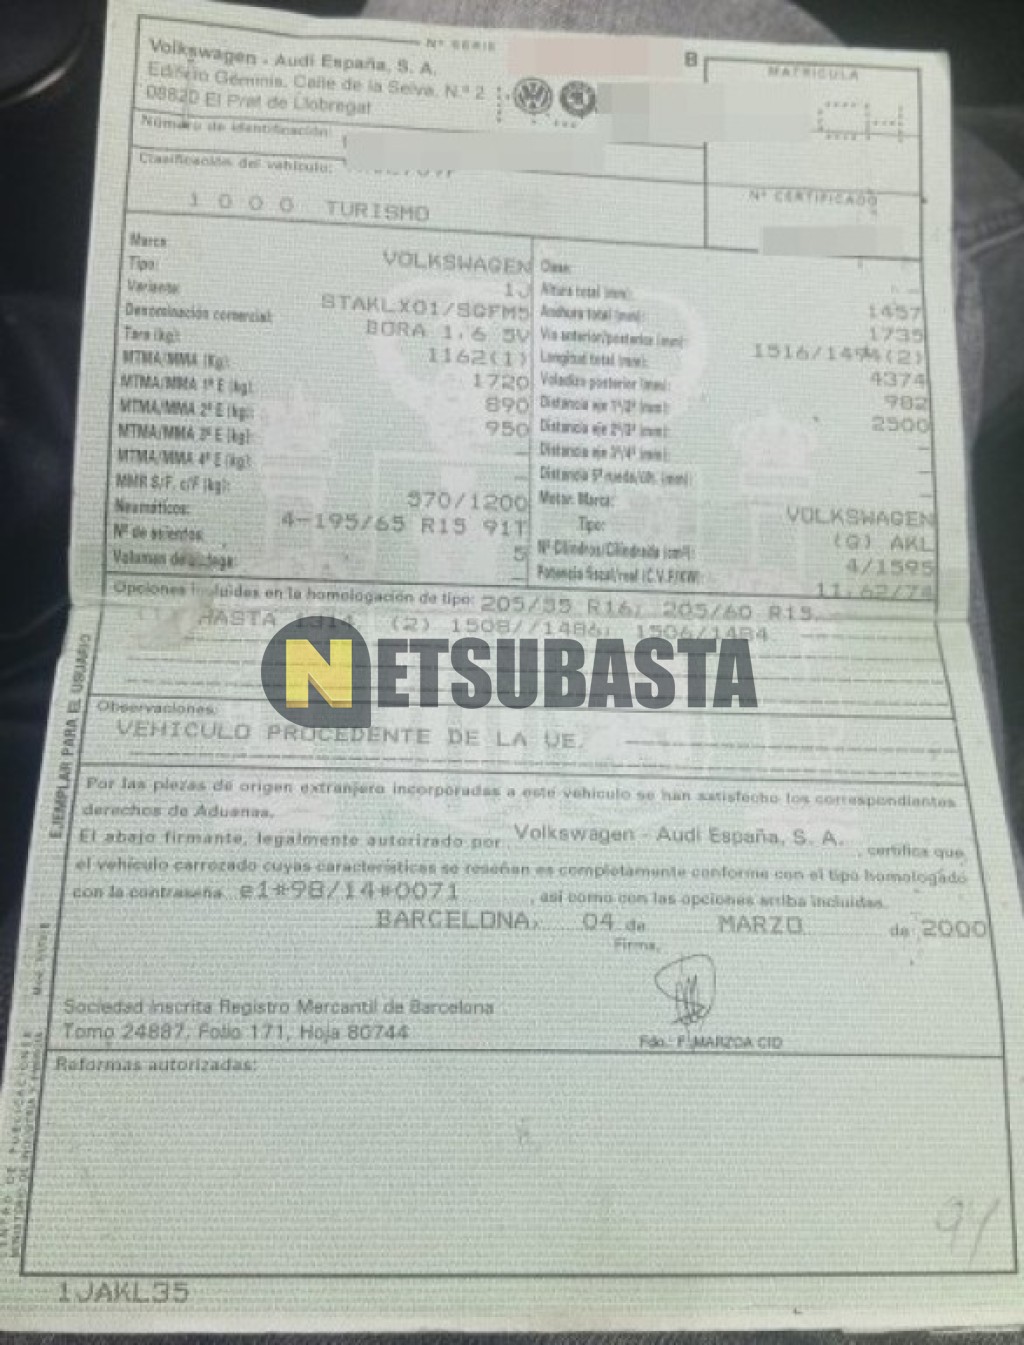 Nº SERIE
B
MATRICULA
Volkswagen - Audi España, S. A.
Edificio Géminis, Calle de la Selva, N.º 2
08820 El Prat de Llobregat
Número de identificación:
Clasificación del vehículo:
Nº CERTIFICADO
1 0 0 0 TURISMO
Marca VOLKSWAGEN
Tipo: 1J
Variante: STAKLX01/SGFM5
Denominación comercial: BORA 1,6 5V
Tara (kg): 1162(1)
MTMA/MMA (Kg): 1720
MTMA/MMA 1º E (kg): 890
MTMA/MMA 2º E (kg): 950
MTMA/MMA 3º E (kg): —
MTMA/MMA 4º E (kg): —
MMR S/F, c/F (kg): 570/1200
Neumáticos: 4-195/65 R15 91T
Nº de asientos: 5
Volumen de bodega: —
Clase: —
Altura total (mm): 1457
Anchura total (mm): 1735
Vía anterior/posterior (mm): 1516/1494(2)
Longitud total (mm): 4374
Voladizo posterior (mm): 982
Distancia eje 1º/2º (mm): 2500
Distancia eje 2º/3º (mm): —
Distancia eje 3º/4º (mm): —
Distancia 5ª rueda/Ult. (mm): —
Motor: Marca: VOLKSWAGEN
Tipo: (G) AKL
Nº Cilindros/Cilindrada (cm³): 4/1595
Potencia fiscal/real (C.V.F/KW) 11,62/74
Opciones incluidas en la homologación de tipo: 205/55 R16; 205/60 R15.
HASTA 1314 (2) 1508//1486; 1506/1484
NETSUBASTA
Observaciones:
VEHICULO PROCEDENTE DE LA UE.
Por las piezas de origen extranjero incorporadas a este vehículo se han satisfecho los correspondientes
derechos de Aduanas.
El abajo firmante, legalmente autorizado por Volkswagen - Audi España, S. A. , certifica que
el vehículo carrozado cuyas características se reseñan es completamente conforme con el tipo homologado
con la contraseña e1*98/14*0071 , así como con las opciones arriba incluidas.
BARCELONA, 04 de MARZO de 2000
Firma,
Sociedad inscrita Registro Mercantil de Barcelona
Tomo 24887, Folio 171, Hoja 80744
Fdo.: F. MARZOA CID
Reformas autorizadas:
94
1JAKL35
EJEMPLAR PARA EL USUARIO